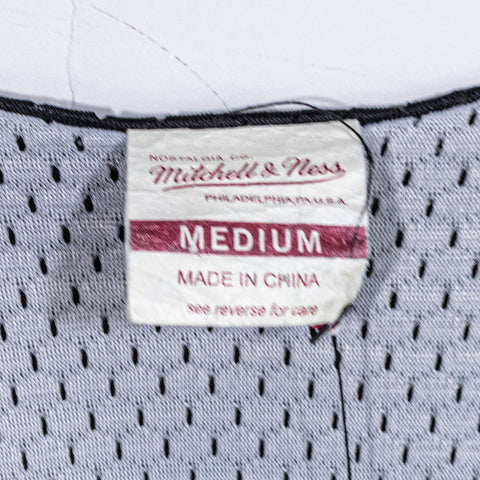 NOSTALGIA CO.
Mitchell & Ness
PHILADELPHIA, PA, U.S.A.
MEDIUM
MADE IN CHINA
see reverse for care